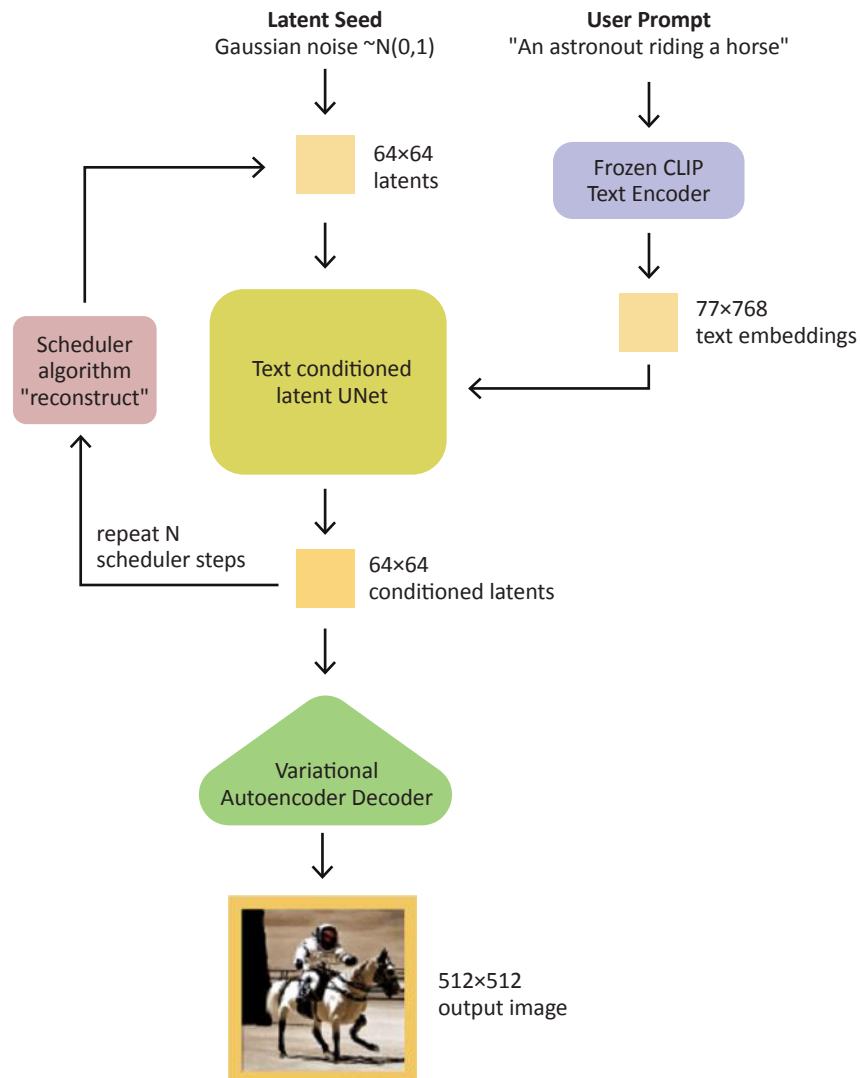 Latent Seed
Gaussian noise ~N(0,1)
User Prompt
"An astronout riding a horse"
64×64
latents
Frozen CLIP
Text Encoder
77×768
text embeddings
Scheduler
algorithm
"reconstruct"
Text conditioned
latent UNet
repeat N
scheduler steps
64×64
conditioned latents
Variational
Autoencoder Decoder
512×512
output image